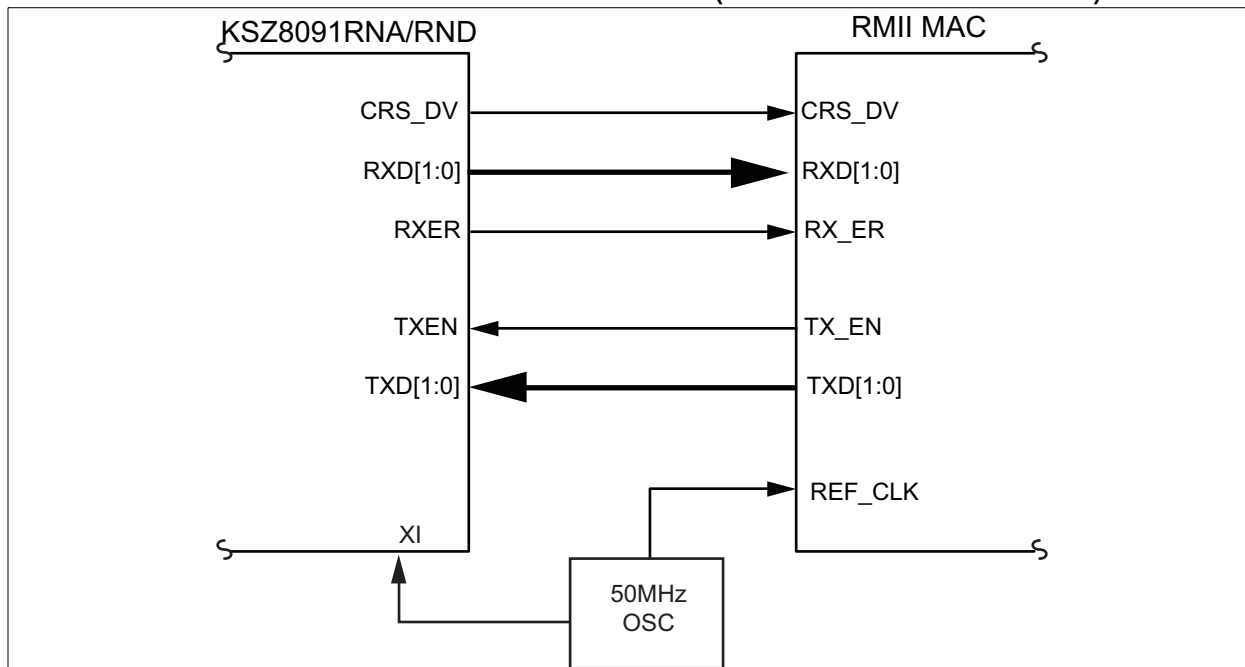 KSZ8091RNA/RND
RMII MAC
CRS_DV
CRS_DV
RXD[1:0]
RXD[1:0]
RXER
RX_ER
TXEN
TX_EN
TXD[1:0]
TXD[1:0]
REF_CLK
XI
50MHz
OSC